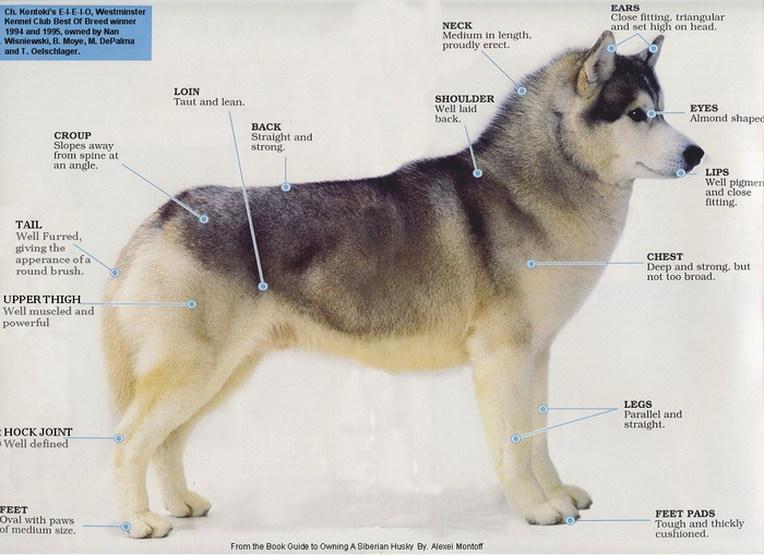 Ch. Kontoki's E-I-E-I-O, Westminster
Kennel Club Best Of Breed winner
1994 and 1995, owned by Nan
Wisniewski, B. Moye, M. DePalma
and T. Oelschlager.
EARS
Close fitting, triangular
and set high on head.
NECK
Medium in length,
proudly erect.
LOIN
Taut and lean.
SHOULDER
Well laid
back.
EYES
Almond shaped
BACK
Straight and
strong.
CROUP
Slopes away
from spine at
an angle.
LIPS
Well pigmen
and close
fitting.
TAIL
Well Furred,
giving the
apperance of a
round brush.
CHEST
Deep and strong, but
not too broad.
UPPER THIGH
Well muscled and
powerful
LEGS
Parallel and
straight.
HOCK JOINT
Well defined
FEET
Oval with paws
of medium size.
FEET PADS
Tough and thickly
cushioned.
From the Book Guide to Owning A Siberian Husky By. Alexei Montoff